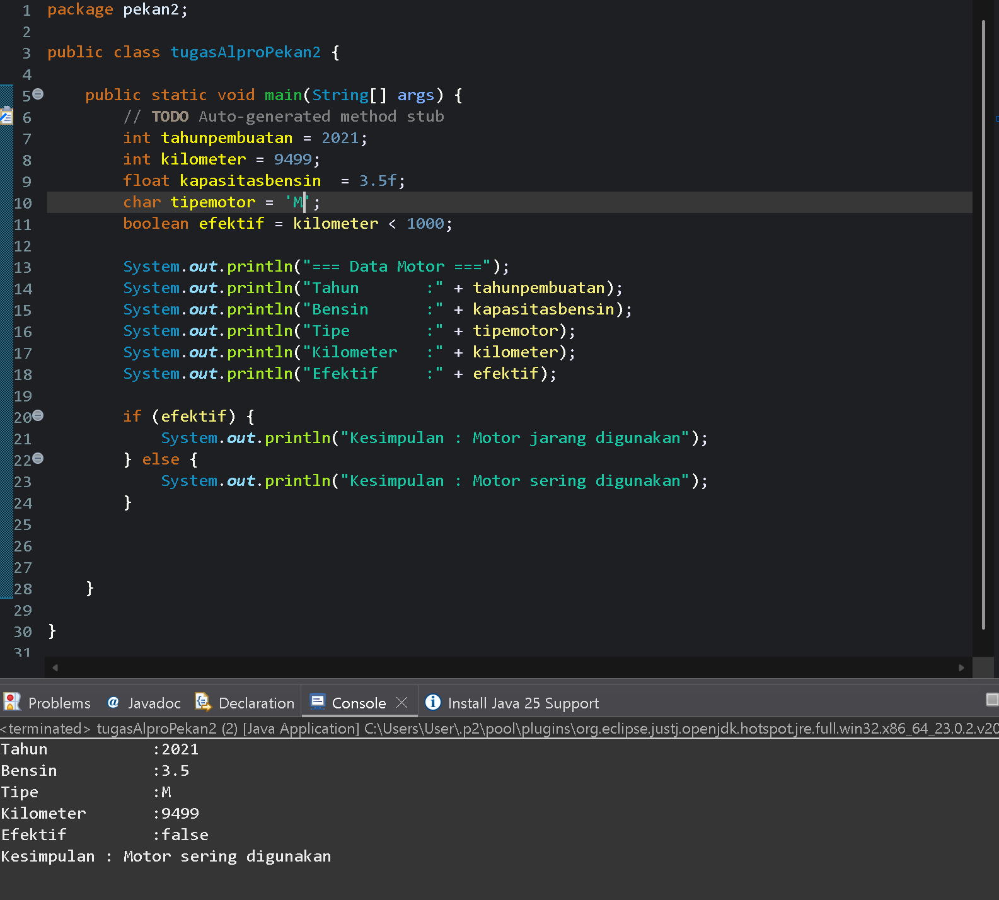 1 package pekan2;
2
3 public class tugasAlproPekan2 {
4
5     public static void main(String[] args) {
6         // TODO Auto-generated method stub
7         int tahunpembuatan = 2021;
8         int kilometer = 9499;
9         float kapasitasbensin  = 3.5f;
10         char tipemotor = 'M';
11         boolean efektif = kilometer < 1000;
12
13         System.out.println("=== Data Motor ===");
14         System.out.println("Tahun       :" + tahunpembuatan);
15         System.out.println("Bensin      :" + kapasitasbensin);
16         System.out.println("Tipe        :" + tipemotor);
17         System.out.println("Kilometer   :" + kilometer);
18         System.out.println("Efektif     :" + efektif);
19
20         if (efektif) {
21             System.out.println("Kesimpulan : Motor jarang digunakan");
22         } else {
23             System.out.println("Kesimpulan : Motor sering digunakan");
24         }
25
26
27
28     }
29
30 }
31
Problems @ Javadoc Declaration Console Install Java 25 Support
<terminated> tugasAlproPekan2 (2) [Java Application] C:\Users\User\.p2\pool\plugins\org.eclipse.justj.openjdk.hotspot.jre.full.win32.x86_64_23.0.2.v20
Tahun           :2021
Bensin          :3.5
Tipe            :M
Kilometer       :9499
Efektif         :false
Kesimpulan : Motor sering digunakan